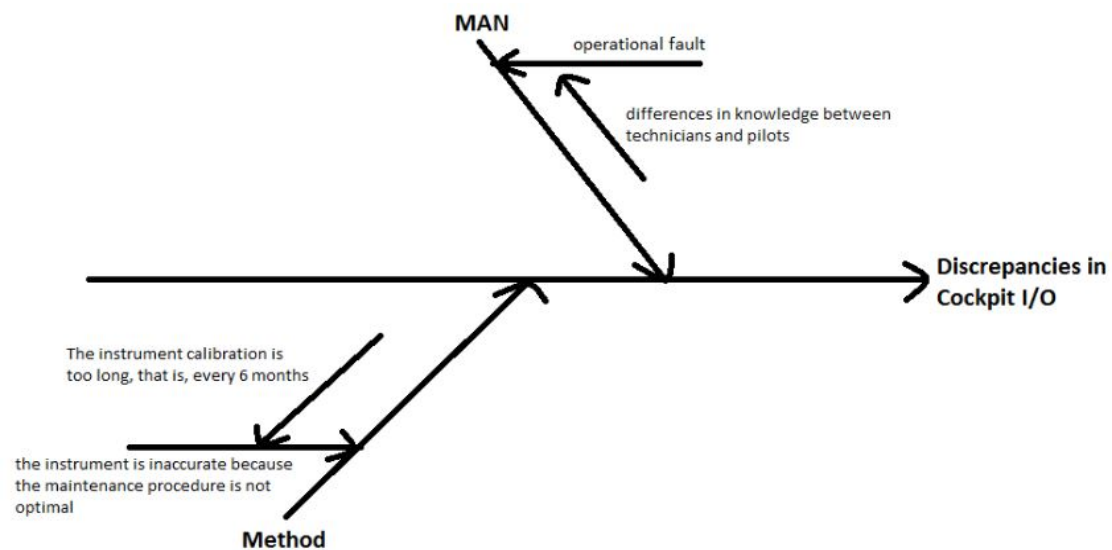 MAN
operational fault
differences in knowledge between
technicians and pilots
Discrepancies in
Cockpit I/O
The instrument calibration is
too long, that is, every 6 months
the instrument is inaccurate because
the maintenance procedure is not
optimal
Method